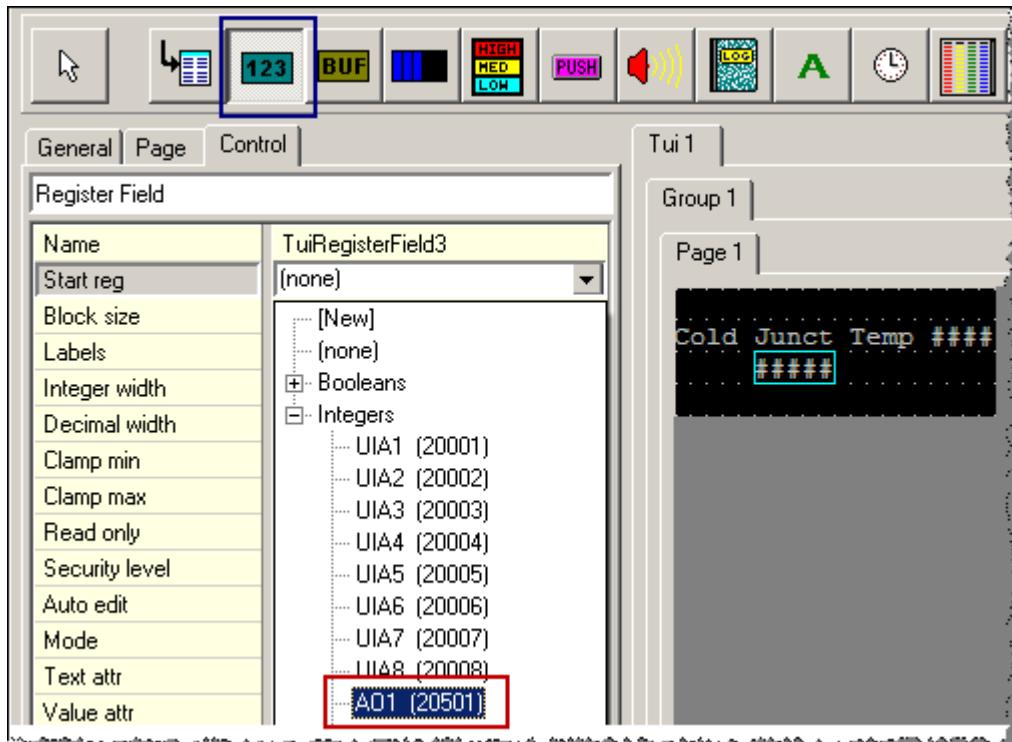 123 BUF HIGH MED LOW PUSH LOG A
General Page Control Tui 1
Register Field
Group 1
Name TuiRegisterField3
Page 1
Start reg (none)
Block size [New]
Cold Junct Temp ####
Labels (none)
#####
Integer width Booleans
Decimal width Integers
Clamp min UIA1 (20001)
Clamp max UIA2 (20002)
Read only UIA3 (20003)
Security level UIA4 (20004)
Auto edit UIA5 (20005)
Mode UIA6 (20006)
Text attr UIA7 (20007)
Value attr UIA8 (20008)
AO1 (20501)